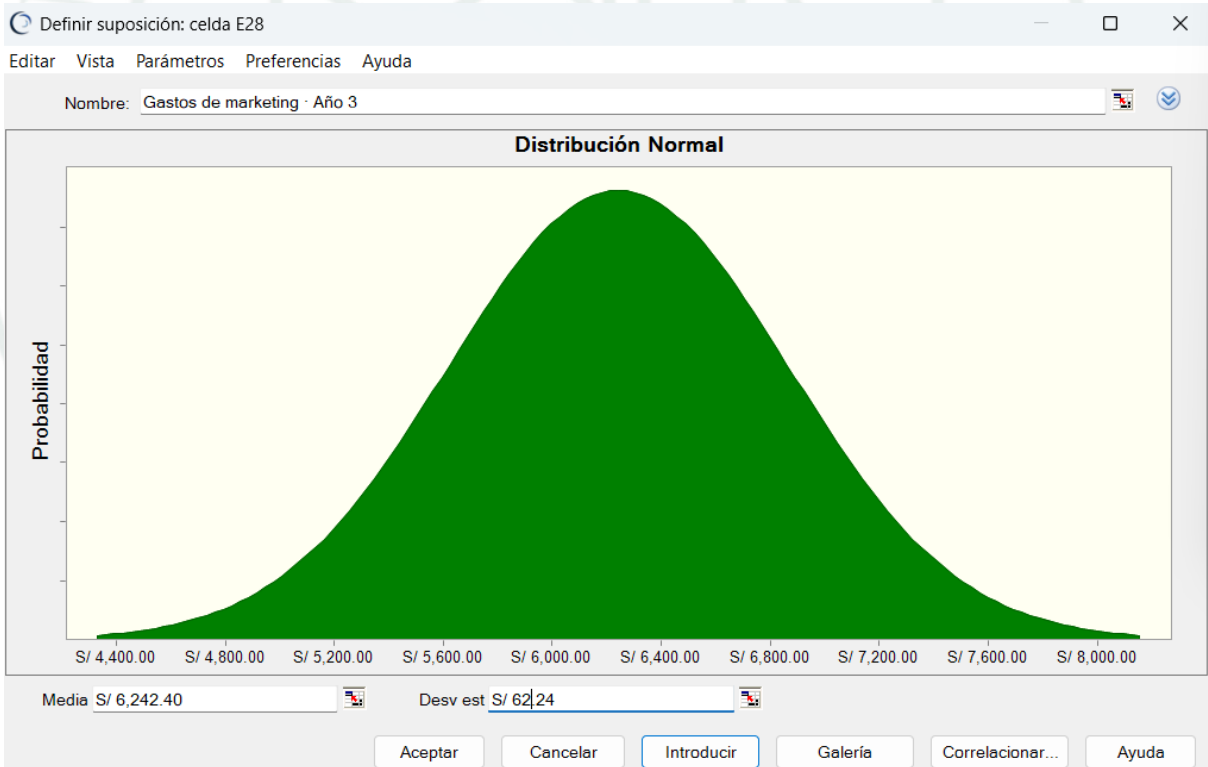 Definir suposición: celda E28
Editar Vista Parámetros Preferencias Ayuda
Nombre: Gastos de marketing · Año 3
Distribución Normal
Probabilidad
S/ 4,400.00 S/ 4,800.00 S/ 5,200.00 S/ 5,600.00 S/ 6,000.00 S/ 6,400.00 S/ 6,800.00 S/ 7,200.00 S/ 7,600.00 S/ 8,000.00
Media S/ 6,242.40 Desv est S/ 62.24
Aceptar Cancelar Introducir Galería Correlacionar... Ayuda